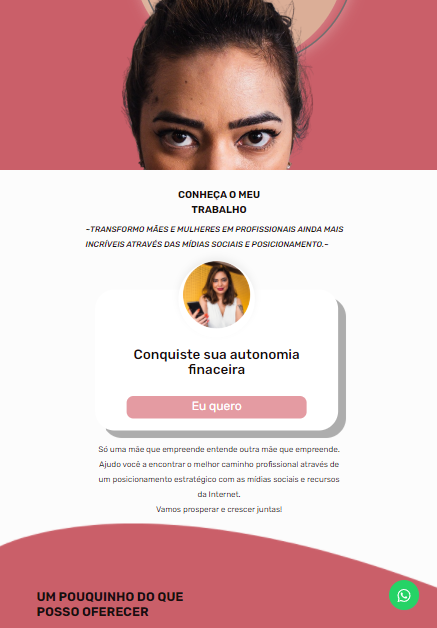 CONHEÇA O MEU
TRABALHO
~TRANSFORMO MÃES E MULHERES EM PROFISSIONAIS AINDA MAIS
INCRÍVEIS ATRAVÉS DAS MÍDIAS SOCIAIS E POSICIONAMENTO.~
Conquiste sua autonomia
finaceira
Eu quero
Só uma mãe que empreende entende outra mãe que empreende.
Ajudo você a encontrar o melhor caminho profissional através de
um posicionamento estratégico com as mídias sociais e recursos
da Internet.
Vamos prosperar e crescer juntas!
UM POUQUINHO DO QUE
POSSO OFERECER